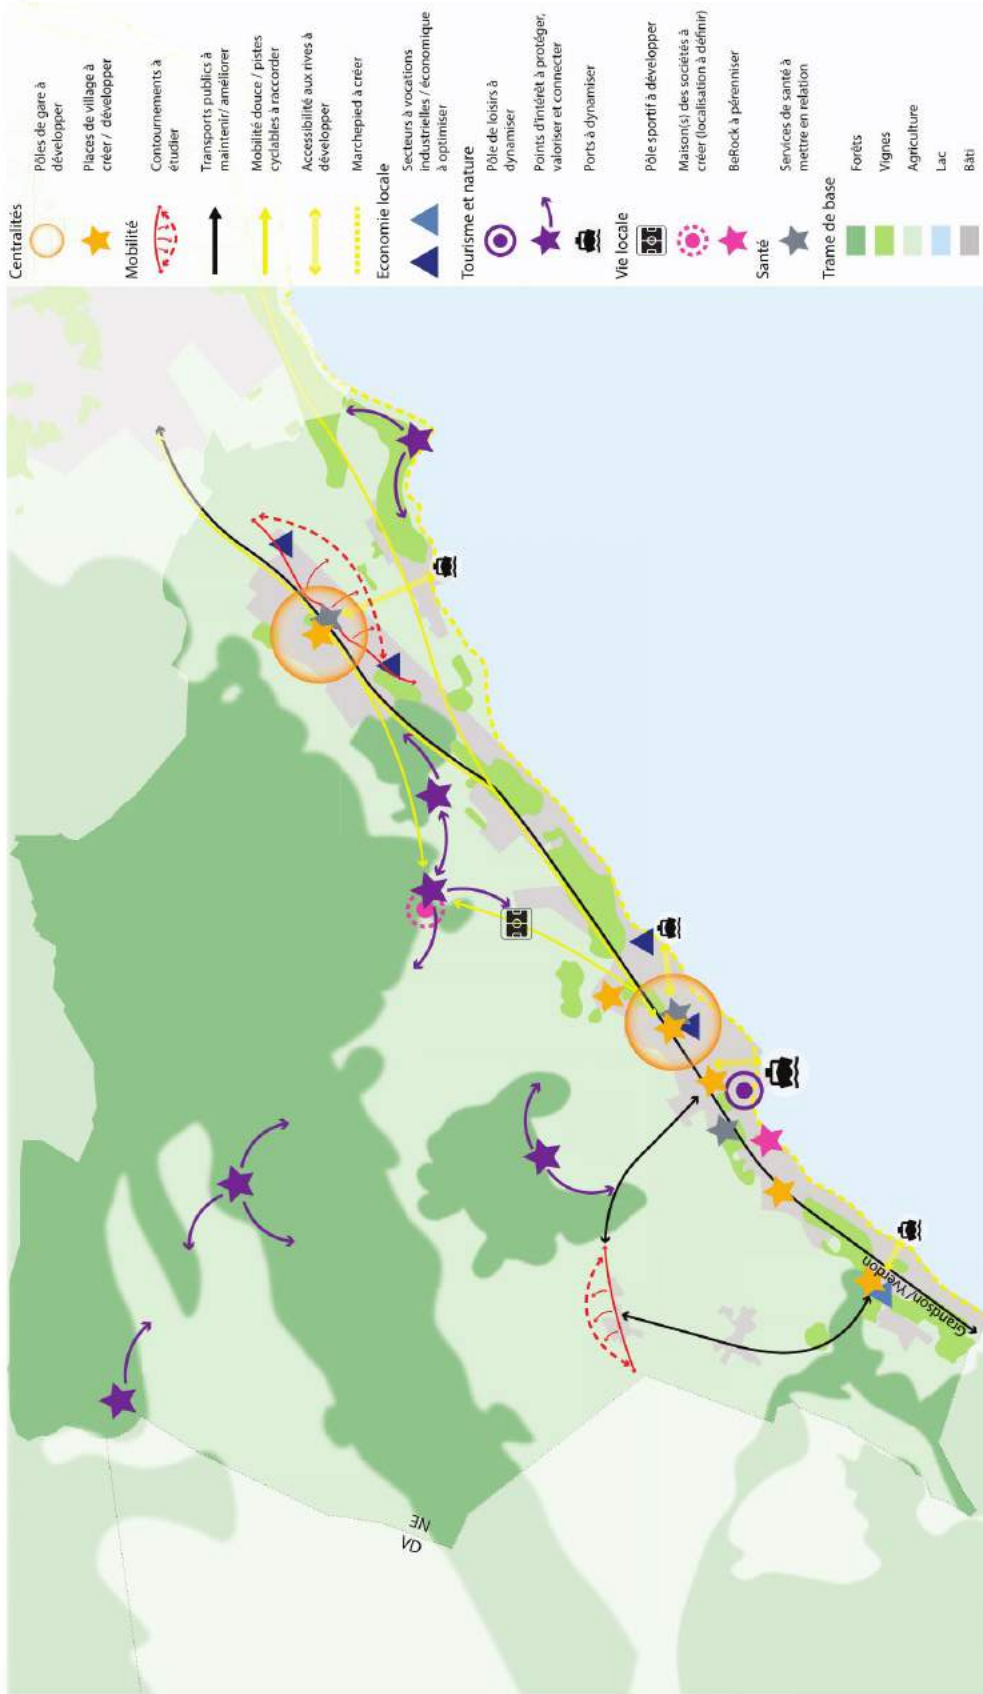 Centralités
Pôles de gare à
développer
Places de village à
créer / développer
Mobilité
Contournements à
étudier
Transports publics à
maintenir/ améliorer
Mobilité douce / pistes
cyclables à raccorder
Accessibilité aux rives à
développer
Marchepied à créer
Economie locale
Secteurs à vocations
industrielles / économique
à optimiser
Tourisme et nature
Pôle de loisirs à
dynamiser
Points d'intérêt à protéger,
valoriser et connecter
Ports à dynamiser
Vie locale
Pôle sportif à développer
Maison(s) des sociétés à
créer (localisation à définir)
BeRock à pérenniser
Santé
Services de santé à
mettre en relation
Trame de base
Forêts
Vignes
Agriculture
Lac
Bâti
NE
VD
Grandson/Yverdon